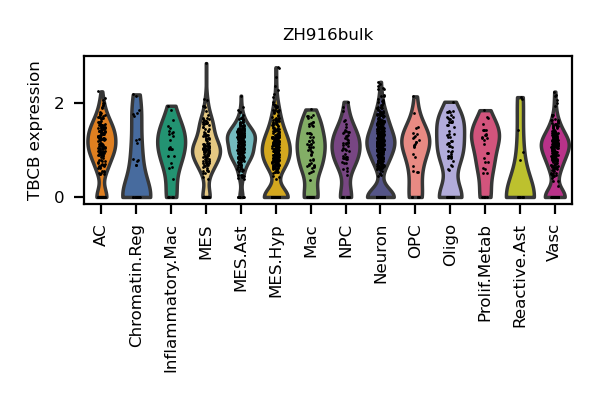 ZH916bulk
TBCB expression
2
0
AC
Chromatin.Reg
Inflammatory.Mac
MES
MES.Ast
MES.Hyp
Mac
NPC
Neuron
OPC
Oligo
Prolif.Metab
Reactive.Ast
Vasc